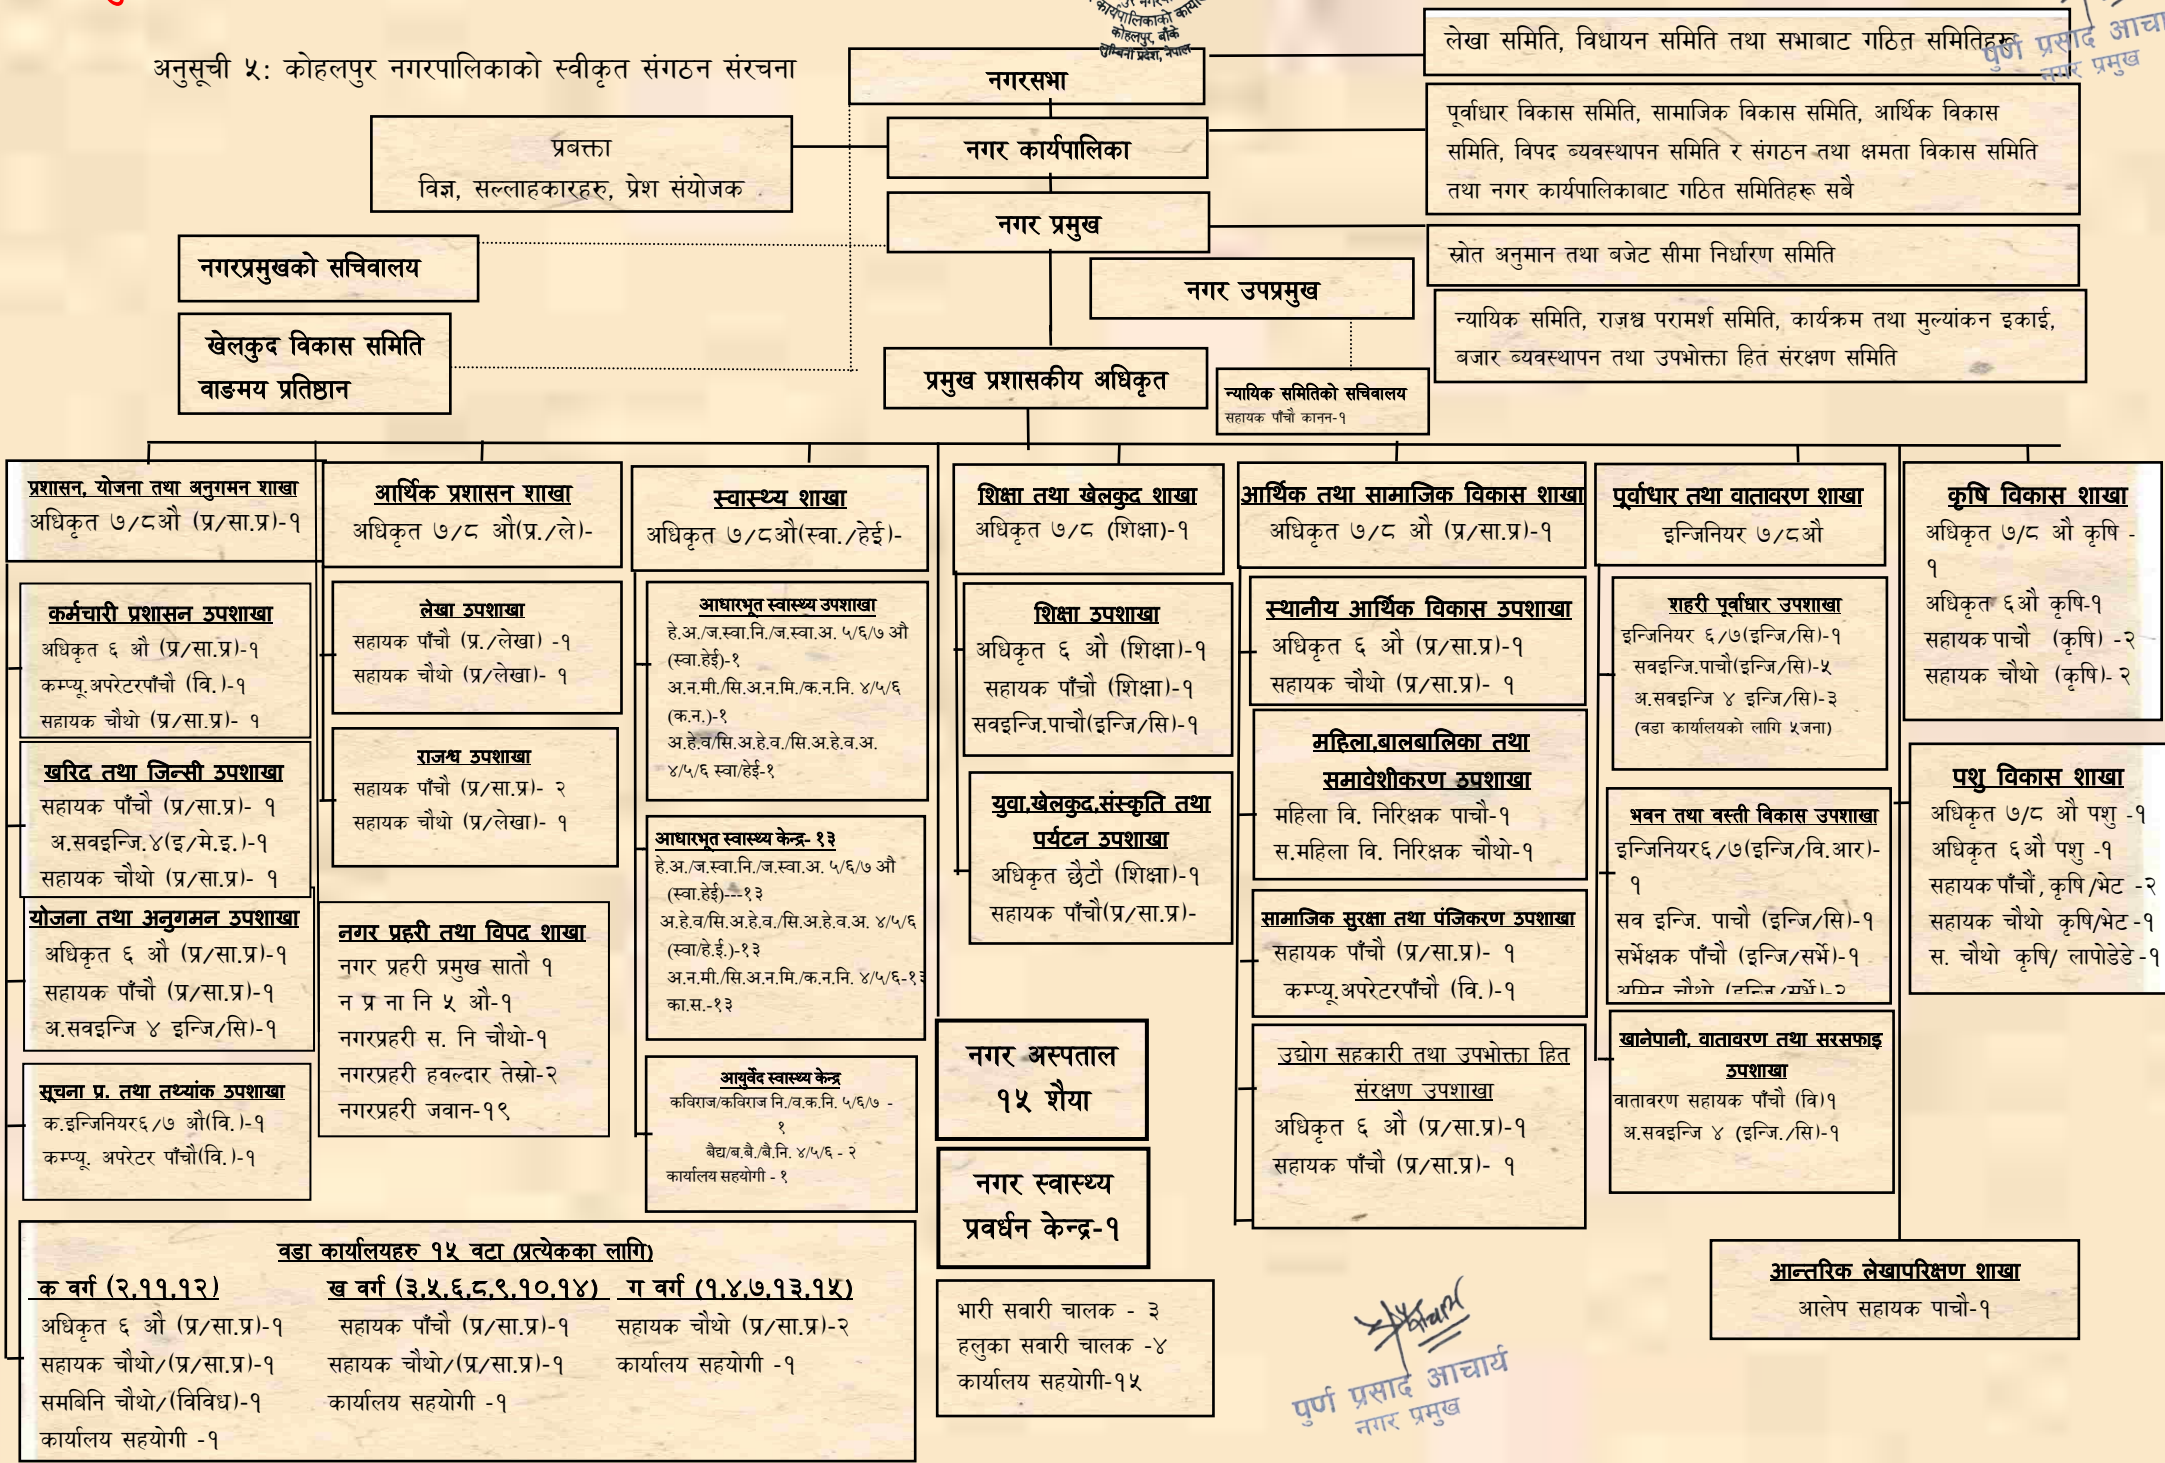 कार्यपालिकाको
कोहलपुर, बाँके
लुम्बिनी प्रदेश, नेपाल
अनुसूची ५: कोहलपुर नगरपालिकाको स्वीकृत संगठन संरचना
नगरसभा
लेखा समिति, विधायन समिति तथा सभाबाट गठित समितिहरू
पुर्ण प्रसाद
नगर प्रमुख
प्रबक्ता
विज्ञ, सल्लाहकारहरु, प्रेश संयोजक
नगर कार्यपालिका
पूर्वाधार विकास समिति, सामाजिक विकास समिति, आर्थिक विकास
समिति, विपद ब्यवस्थापन समिति र संगठन तथा क्षमता विकास समिति
तथा नगर कार्यपालिकाबाट गठित समितिहरू सबै
नगर प्रमुख
स्रोत अनुमान तथा बजेट सीमा निर्धारण समिति
नगरप्रमुखको सचिवालय
नगर उपप्रमुख
न्यायिक समिति, राजश्व परामर्श समिति, कार्यक्रम तथा मुल्यांकन इकाई,
बजार ब्यवस्थापन तथा उपभोक्ता हित संरक्षण समिति
खेलकुद विकास समिति
वाङमय प्रतिष्ठान
प्रमुख प्रशासकीय अधिकृत
न्यायिक समितिको सचिवालय
सहायक पाँचौ कानन-१
प्रशासन, योजना तथा अनुगमन शाखा
अधिकृत ७/८औ (प्र/सा.प्र)-१
कर्मचारी प्रशासन उपशाखा
अधिकृत ६ औ (प्र/सा.प्र)-१
कम्प्यू.अपरेटरपाँचौ (वि.)-१
सहायक चौथो (प्र/सा.प्र)- १
खरिद तथा जिन्सी उपशाखा
सहायक पाँचौ (प्र/सा.प्र)- १
अ.सवइन्जि.४(इ/मे.इ.)-१
सहायक चौथो (प्र/सा.प्र)- १
योजना तथा अनुगमन उपशाखा
अधिकृत ६ औ (प्र/सा.प्र)-१
सहायक पाँचौ (प्र/सा.प्र)-१
अ.सवइन्जि ४ इन्जि/सि)-१
सूचना प्र. तथा तथ्यांक उपशाखा
क.इन्जिनियर६/७ औ(वि.)-१
कम्प्यू. अपरेटर पाँचौ(वि.)-१
आर्थिक प्रशासन शाखा
अधिकृत ७/८ औ(प्र./ले)-
लेखा उपशाखा
सहायक पाँचौ (प्र./लेखा) -१
सहायक चौथो (प्र/लेखा)- १
राजश्व उपशाखा
सहायक पाँचौ (प्र/सा.प्र)- २
सहायक चौथो (प्र/लेखा)- १
नगर प्रहरी तथा विपद शाखा
नगर प्रहरी प्रमुख सातौ १
न प्र ना नि ५ औ-१
नगरप्रहरी स. नि चौथो-१
नगरप्रहरी हवल्दार तेस्रो-२
नगरप्रहरी जवान-१९
स्वास्थ्य शाखा
अधिकृत ७/८औ(स्वा./हेई)-
आधारभूत स्वास्थ्य उपशाखा
हे.अ./ज.स्वा.नि./ज.स्वा.अ. ५/६/७ औ
(स्वा.हेई)-१
अ.न.मी./सि.अ.न.मि./क.न.नि. ४/५/६
(क.न.)-१
अ.हे.व/सि.अ.हे.व./सि.अ.हे.व.अ.
४/५/६ स्वा/हेई-१
आधारभूत स्वास्थ्य केन्द्र- १३
हे.अ./ज.स्वा.नि./ज.स्वा.अ. ५/६/७ औ
(स्वा.हेई)---१३
अ.हे.व/सि.अ.हे.व./सि.अ.हे.व.अ. ४/५/६
(स्वा/हे.ई.)-१३
अ.न.मी./सि.अ.न.मि./क.न.नि. ४/५/६-१३
का.स.-१३
आयुर्वेद स्वास्थ्य केन्द्र
कविराज/कविराज नि./व.क.नि. ५/६/७ -
१
बैद्य/ब.बै./बै.नि. ४/५/६ - २
कार्यालय सहयोगी - १
शिक्षा तथा खेलकुद शाखा
अधिकृत ७/८ (शिक्षा)-१
शिक्षा उपशाखा
अधिकृत ६ औ (शिक्षा)-१
सहायक पाँचौ (शिक्षा)-१
सवइन्जि.पाचौ(इन्जि/सि)-१
युवा,खेलकुद,संस्कृति तथा
पर्यटन उपशाखा
अधिकृत छैटौ (शिक्षा)-१
सहायक पाँचौ(प्र/सा.प्र)-
नगर अस्पताल
१५ शैया
नगर स्वास्थ्य
प्रवर्धन केन्द्र-१
भारी सवारी चालक - ३
हलुका सवारी चालक -४
कार्यालय सहयोगी-१५
आर्थिक तथा सामाजिक विकास शाखा
अधिकृत ७/८ औ (प्र/सा.प्र)-१
स्थानीय आर्थिक विकास उपशाखा
अधिकृत ६ औ (प्र/सा.प्र)-१
सहायक चौथो (प्र/सा.प्र)- १
महिला,बालबालिका तथा
समावेशीकरण उपशाखा
महिला वि. निरिक्षक पाचौ-१
स.महिला वि. निरिक्षक चौथो-१
सामाजिक सुरक्षा तथा पंजिकरण उपशाखा
सहायक पाँचौ (प्र/सा.प्र)- १
कम्प्यू.अपरेटरपाँचौ (वि.)-१
उद्योग सहकारी तथा उपभोक्ता हित
संरक्षण उपशाखा
अधिकृत ६ औ (प्र/सा.प्र)-१
सहायक पाँचौ (प्र/सा.प्र)- १
पूर्वाधार तथा वातावरण शाखा
इन्जिनियर ७/८औ
शहरी पूर्वाधार उपशाखा
इन्जिनियर ६/७(इन्जि/सि)-१
सवइन्जि.पाचौ(इन्जि/सि)-५
अ.सवइन्जि ४ इन्जि/सि)-३
(वडा कार्यालयको लागि ५जना)
भवन तथा वस्ती विकास उपशाखा
इन्जिनियर६/७(इन्जि/वि.आर)-
१
सव इन्जि. पाचौ (इन्जि/सि)-१
सर्भेक्षक पाँचौ (इन्जि/सर्भे)-१
अमिन चौथो (इन्जि/सर्भे)-२
खानेपानी, वातावरण तथा सरसफाइ
उपशाखा
वातावरण सहायक पाँचौ (वि)१
अ.सवइन्जि ४ (इन्जि./सि)-१
कृषि विकास शाखा
अधिकृत ७/८ औ कृषि -
१
अधिकृत ६औ कृषि-१
सहायक पाचौ (कृषि) -२
सहायक चौथो (कृषि)- २
पशु विकास शाखा
अधिकृत ७/८ औ पशु -१
अधिकृत ६औ पशु -१
सहायक पाँचौं, कृषि /भेट -२
सहायक चौथो कृषि/भेट -१
स. चौथो कृषि/ लापोडेडे -१
आन्तरिक लेखापरिक्षण शाखा
आलेप सहायक पाचौ-१
वडा कार्यालयहरु १५ वटा (प्रत्येकका लागि)
क वर्ग (२,११,१२)
अधिकृत ६ औ (प्र/सा.प्र)-१
सहायक चौथो/(प्र/सा.प्र)-१
समबिनि चौथो/(विविध)-१
कार्यालय सहयोगी -१
ख वर्ग (३,५,६,८,९,१०,१४)
सहायक पाँचौ (प्र/सा.प्र)-१
सहायक चौथो/(प्र/सा.प्र)-१
कार्यालय सहयोगी -१
ग वर्ग (१,४,७,१३,१५)
सहायक चौथो (प्र/सा.प्र)-२
कार्यालय सहयोगी -१
पुर्ण प्रसाद आचार्य
नगर प्रमुख